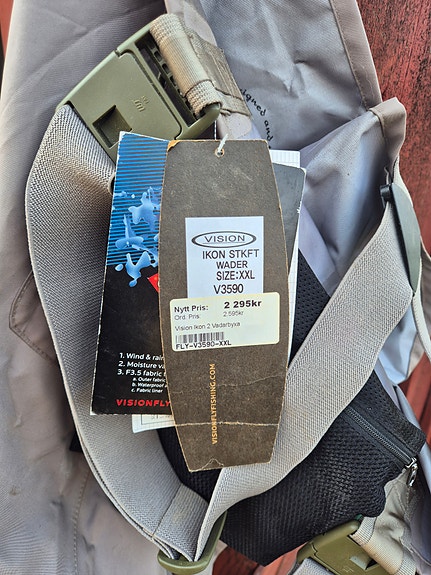 signed and
VISION
IKON STKFT
WADER
SIZE:XXL
V3590
Nytt Pris: 2 295kr
Ord. Pris: 2.595kr
Vision Ikon 2 Vadarbyxa
FLY-V3590-XXL
VISIONFLYFISHING.COM
1. Wind & rain
2. Moisture va
3. F3.5 fabric
a. Outer fabric
b. Waterproof
c. Fabric liner
VISIONFLY